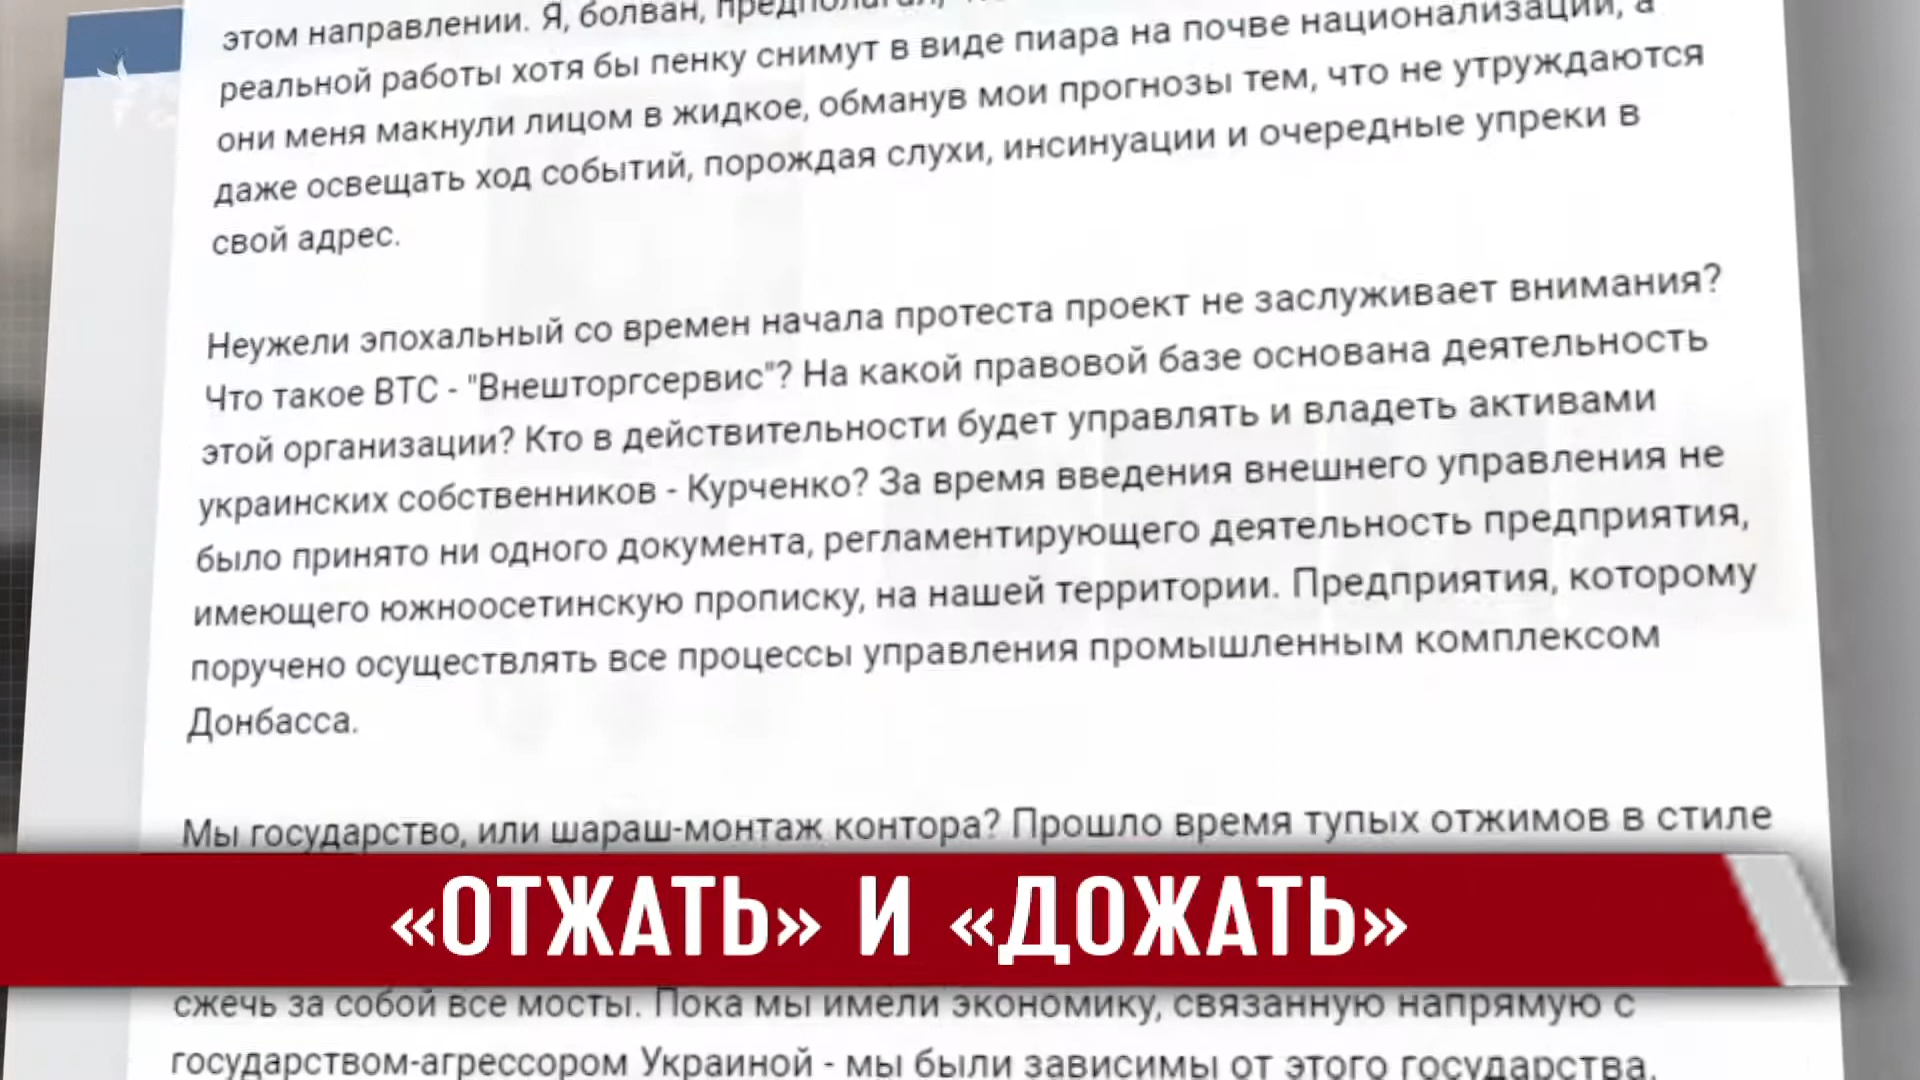 этом направлении. Я, болван, предполагал,
реальной работы хотя бы пенку снимут в виде пиара на почве национализации, а
они меня макнули лицом в жидкое, обманув мои прогнозы тем, что не утруждаются
даже освещать ход событий, порождая слухи, инсинуации и очередные упреки в
свой адрес.
Неужели эпохальный со времен начала протеста проект не заслуживает внимания?
Что такое ВТС - "Внешторгсервис"? На какой правовой базе основана деятельность
этой организации? Кто в действительности будет управлять и владеть активами
украинских собственников - Курченко? За время введения внешнего управления не
было принято ни одного документа, регламентирующего деятельность предприятия,
имеющего южноосетинскую прописку, на нашей территории. Предприятия, которому
поручено осуществлять все процессы управления промышленным комплексом
Донбасса.
Мы государство, или шараш-монтаж контора? Прошло время тупых отжимов в стиле
«ОТЖАТЬ» И «ДОЖАТЬ»
сжечь за собой все мосты. Пока мы имели экономику, связанную напрямую с
государством-агрессором Украиной - мы были зависимы от этого государства.